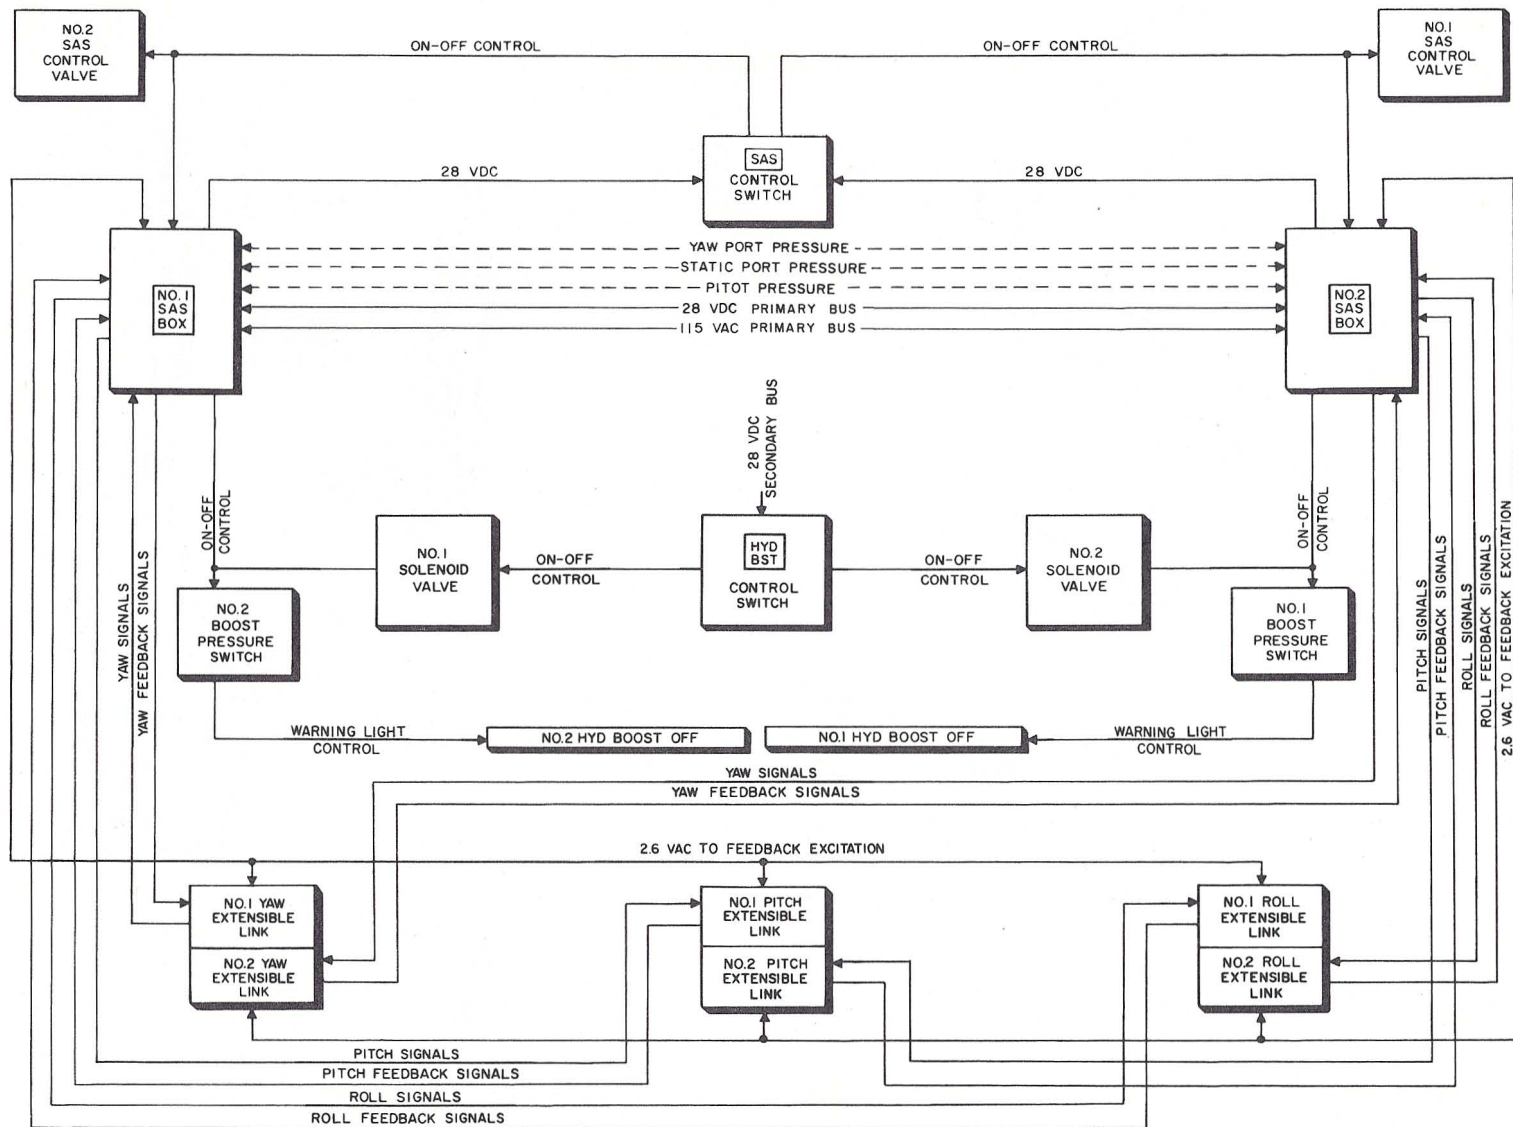 NO.2
SAS
CONTROL
VALVE
ON-OFF CONTROL
ON-OFF CONTROL
NO.1
SAS
CONTROL
VALVE
SAS
CONTROL
SWITCH
28 VDC
28 VDC
NO.1
SAS
BOX
YAW PORT PRESSURE
STATIC PORT PRESSURE
PITOT PRESSURE
28 VDC PRIMARY BUS
115 VAC PRIMARY BUS
NO.2
SAS
BOX
28 VDC
SECONDARY BUS
ON-OFF
CONTROL
NO.1
SOLENOID
VALVE
ON-OFF
CONTROL
HYD
BST
CONTROL
SWITCH
ON-OFF
CONTROL
NO.2
SOLENOID
VALVE
ON-OFF
CONTROL
NO.2
BOOST
PRESSURE
SWITCH
NO.1
BOOST
PRESSURE
SWITCH
YAW SIGNALS
YAW FEEDBACK SIGNALS
PITCH SIGNALS
PITCH FEEDBACK SIGNALS
ROLL SIGNALS
ROLL FEEDBACK SIGNALS
2.6 VAC TO FEEDBACK EXCITATION
WARNING LIGHT
CONTROL
NO.2 HYD BOOST OFF
NO.1 HYD BOOST OFF
WARNING LIGHT
CONTROL
YAW SIGNALS
YAW FEEDBACK SIGNALS
2.6 VAC TO FEEDBACK EXCITATION
NO.1 YAW
EXTENSIBLE
LINK
NO.2 YAW
EXTENSIBLE
LINK
NO.1 PITCH
EXTENSIBLE
LINK
NO.2 PITCH
EXTENSIBLE
LINK
NO.1 ROLL
EXTENSIBLE
LINK
NO.2 ROLL
EXTENSIBLE
LINK
PITCH SIGNALS
PITCH FEEDBACK SIGNALS
ROLL SIGNALS
ROLL FEEDBACK SIGNALS